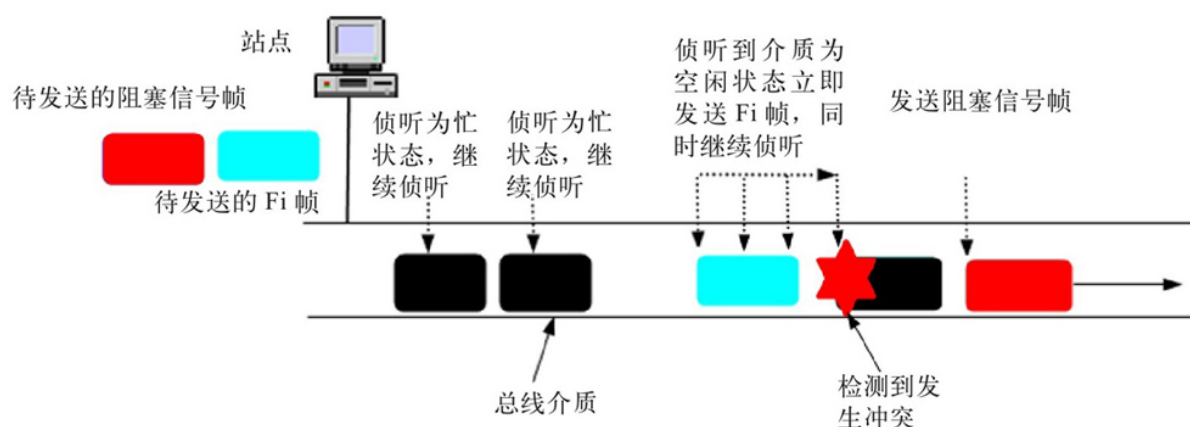 站点
待发送的阻塞信号帧
待发送的 Fi 帧
侦听为忙
状态，继
续侦听
侦听为忙
状态，继
续侦听
侦听到介质为
空闲状态立即
发送 Fi 帧，同
时继续侦听
发送阻塞信号帧
总线介质
检测到发
生冲突